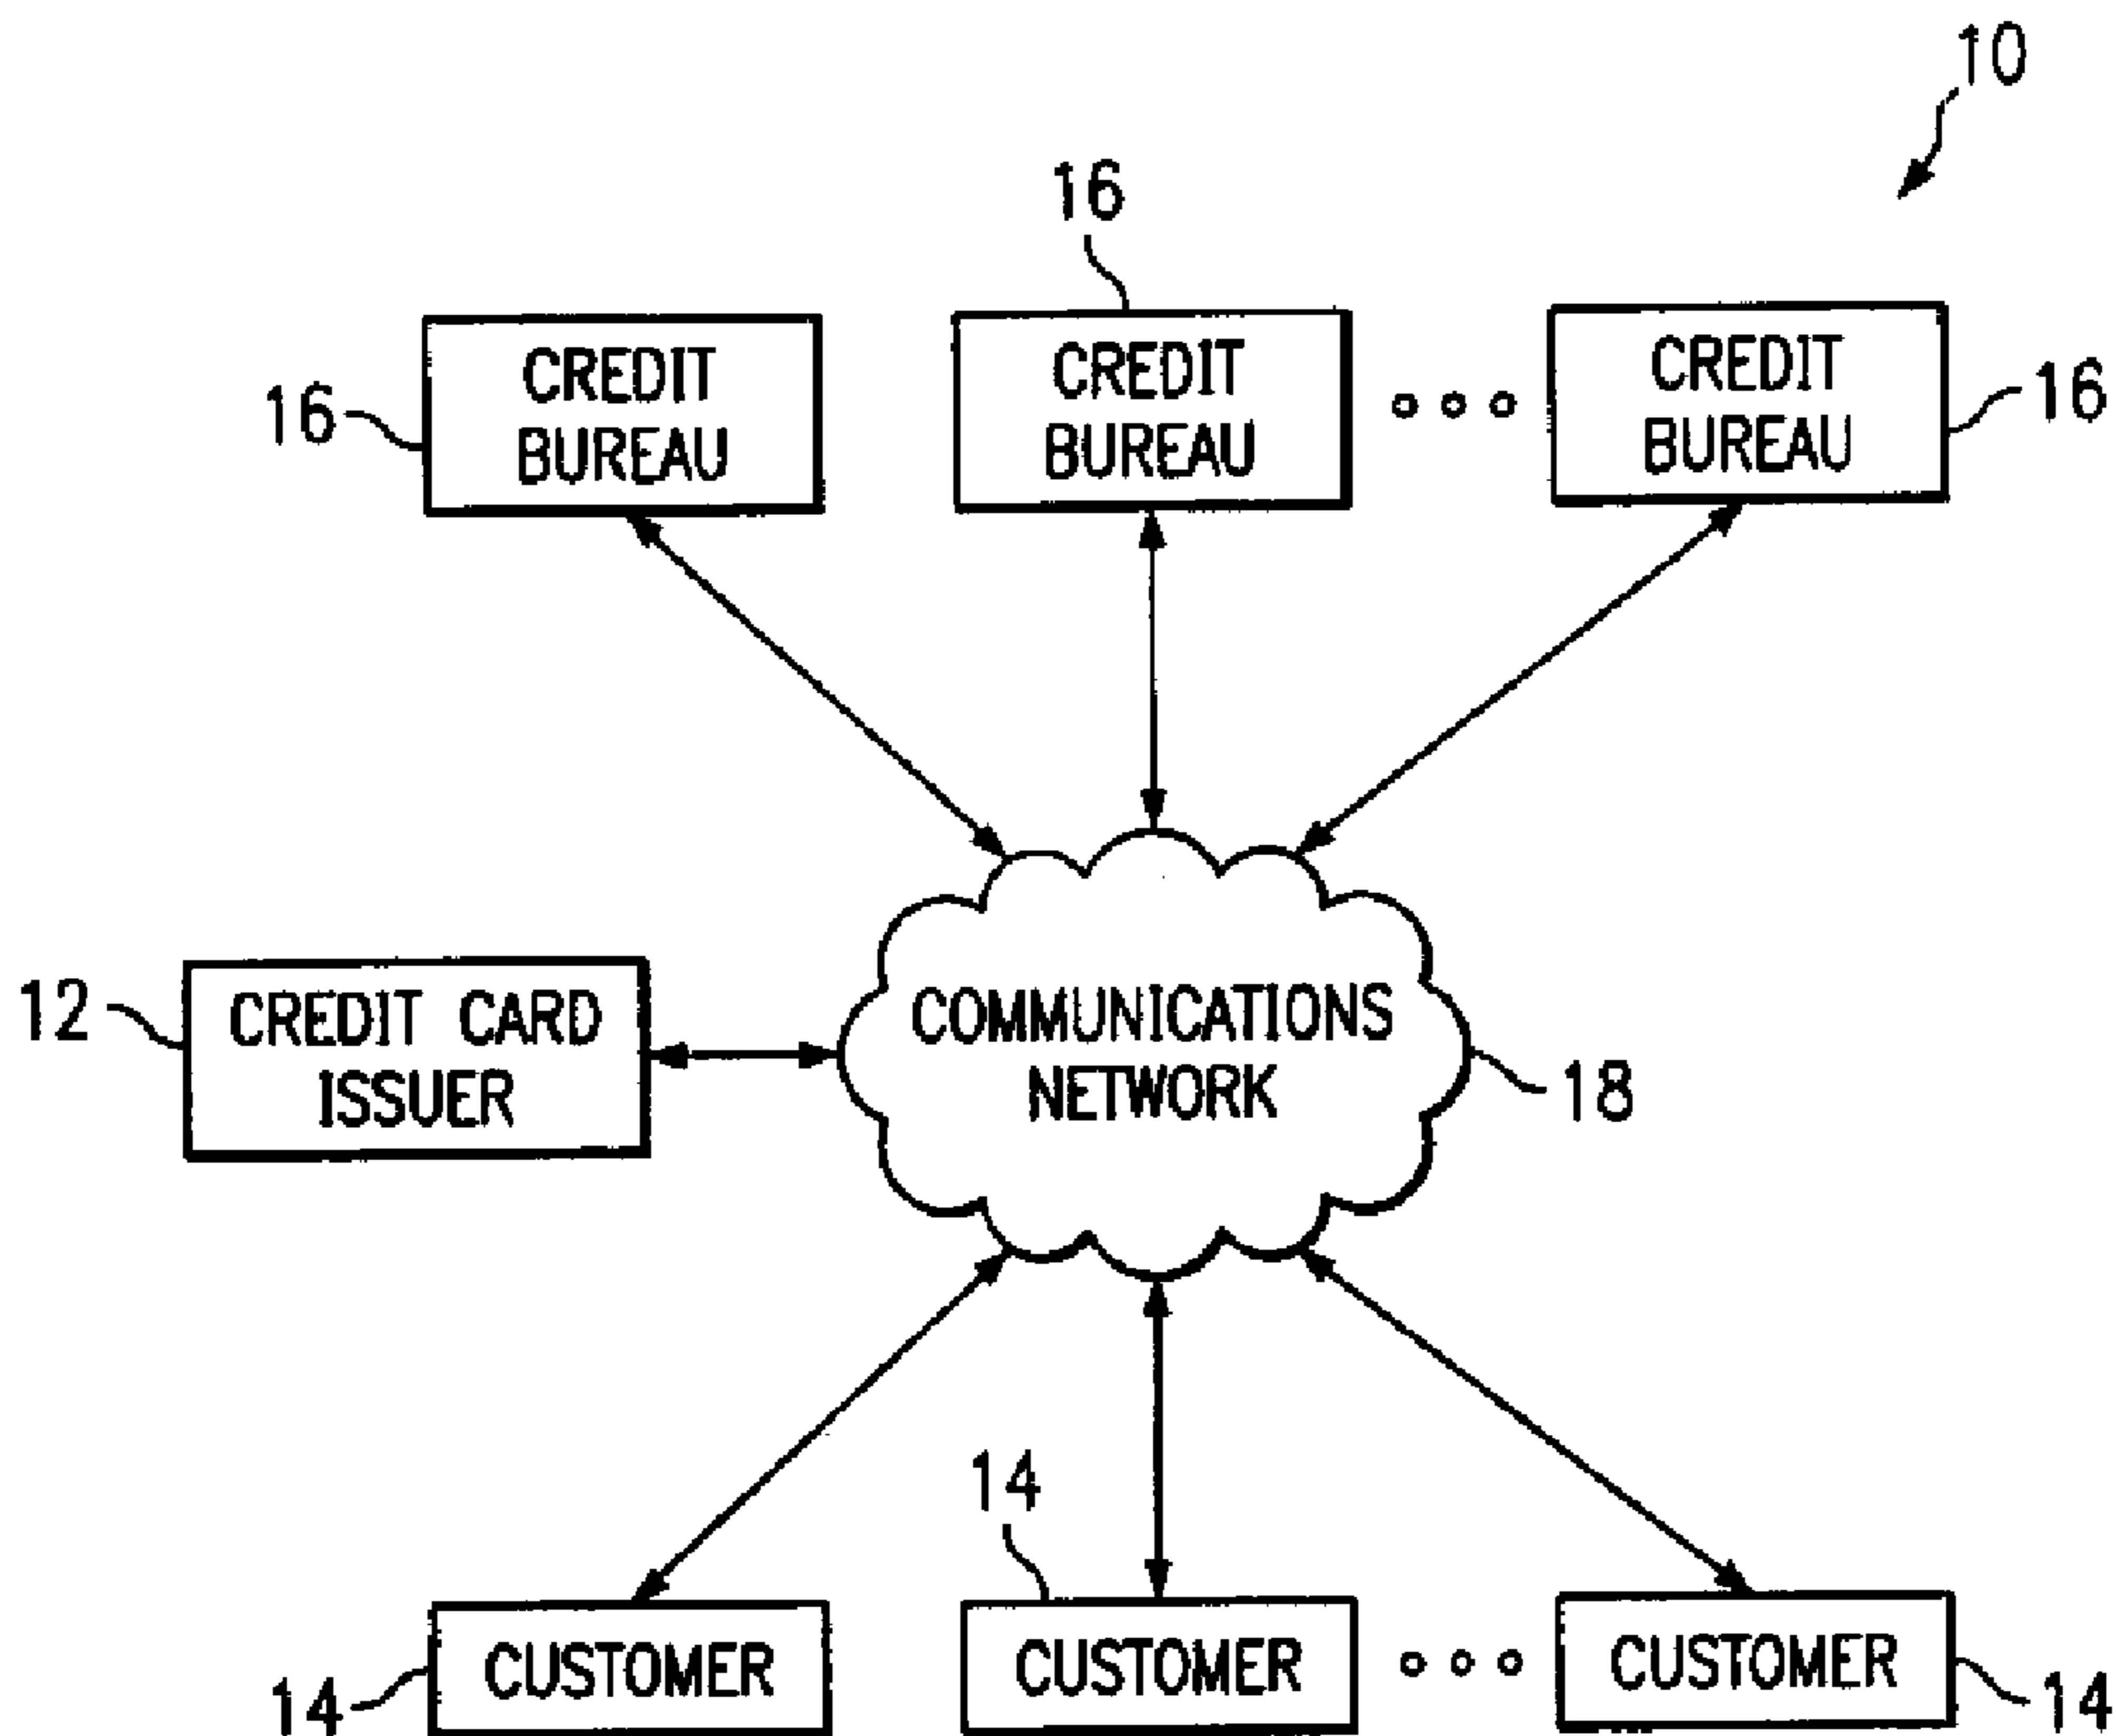 10
16
CREDIT
BUREAU
16
CREDIT
BUREAU
CREDIT
BUREAU
16
12
CREDIT CARD
ISSUER
COMMUNICATIONS
NETWORK
18
14
14
CUSTOMER
CUSTOMER
CUSTOMER
14